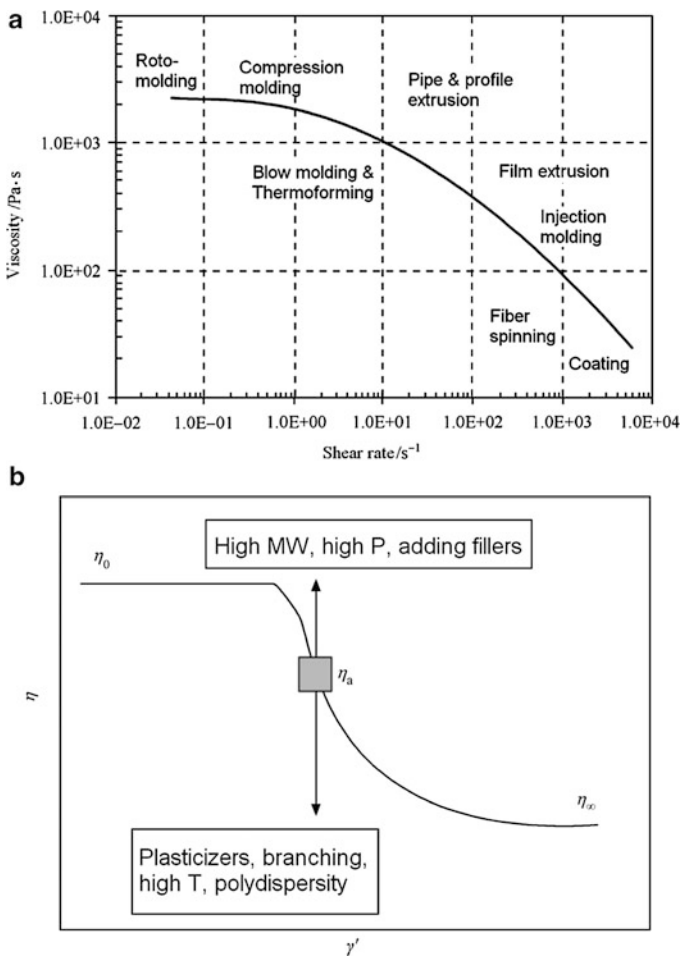 a
1.0E+04
1.0E+03
1.0E+02
1.0E+01
Viscosity /Pa·s
Roto-
molding
Compression
molding
Pipe & profile
extrusion
Blow molding &
Thermoforming
Film extrusion
Injection
molding
Fiber
spinning
Coating
1.0E−02 1.0E−01 1.0E+00 1.0E+01 1.0E+02 1.0E+03 1.0E+04
Shear rate/s⁻¹
b
High MW, high P, adding fillers
η₀
ηₐ
η
η∞
Plasticizers, branching,
high T, polydispersity
γ′